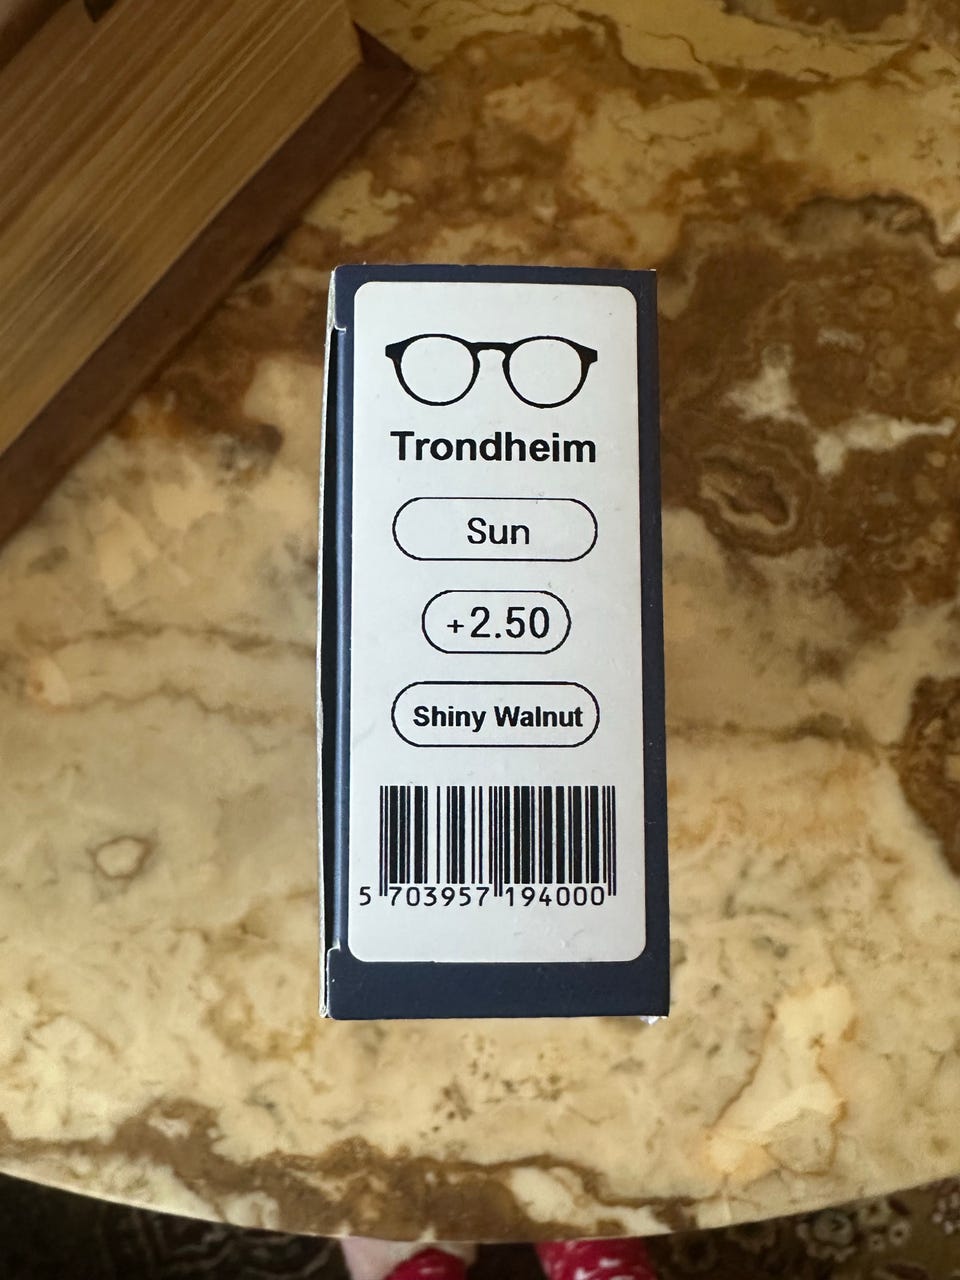 Trondheim
Sun
+2.50
Shiny Walnut
5 703957 194000